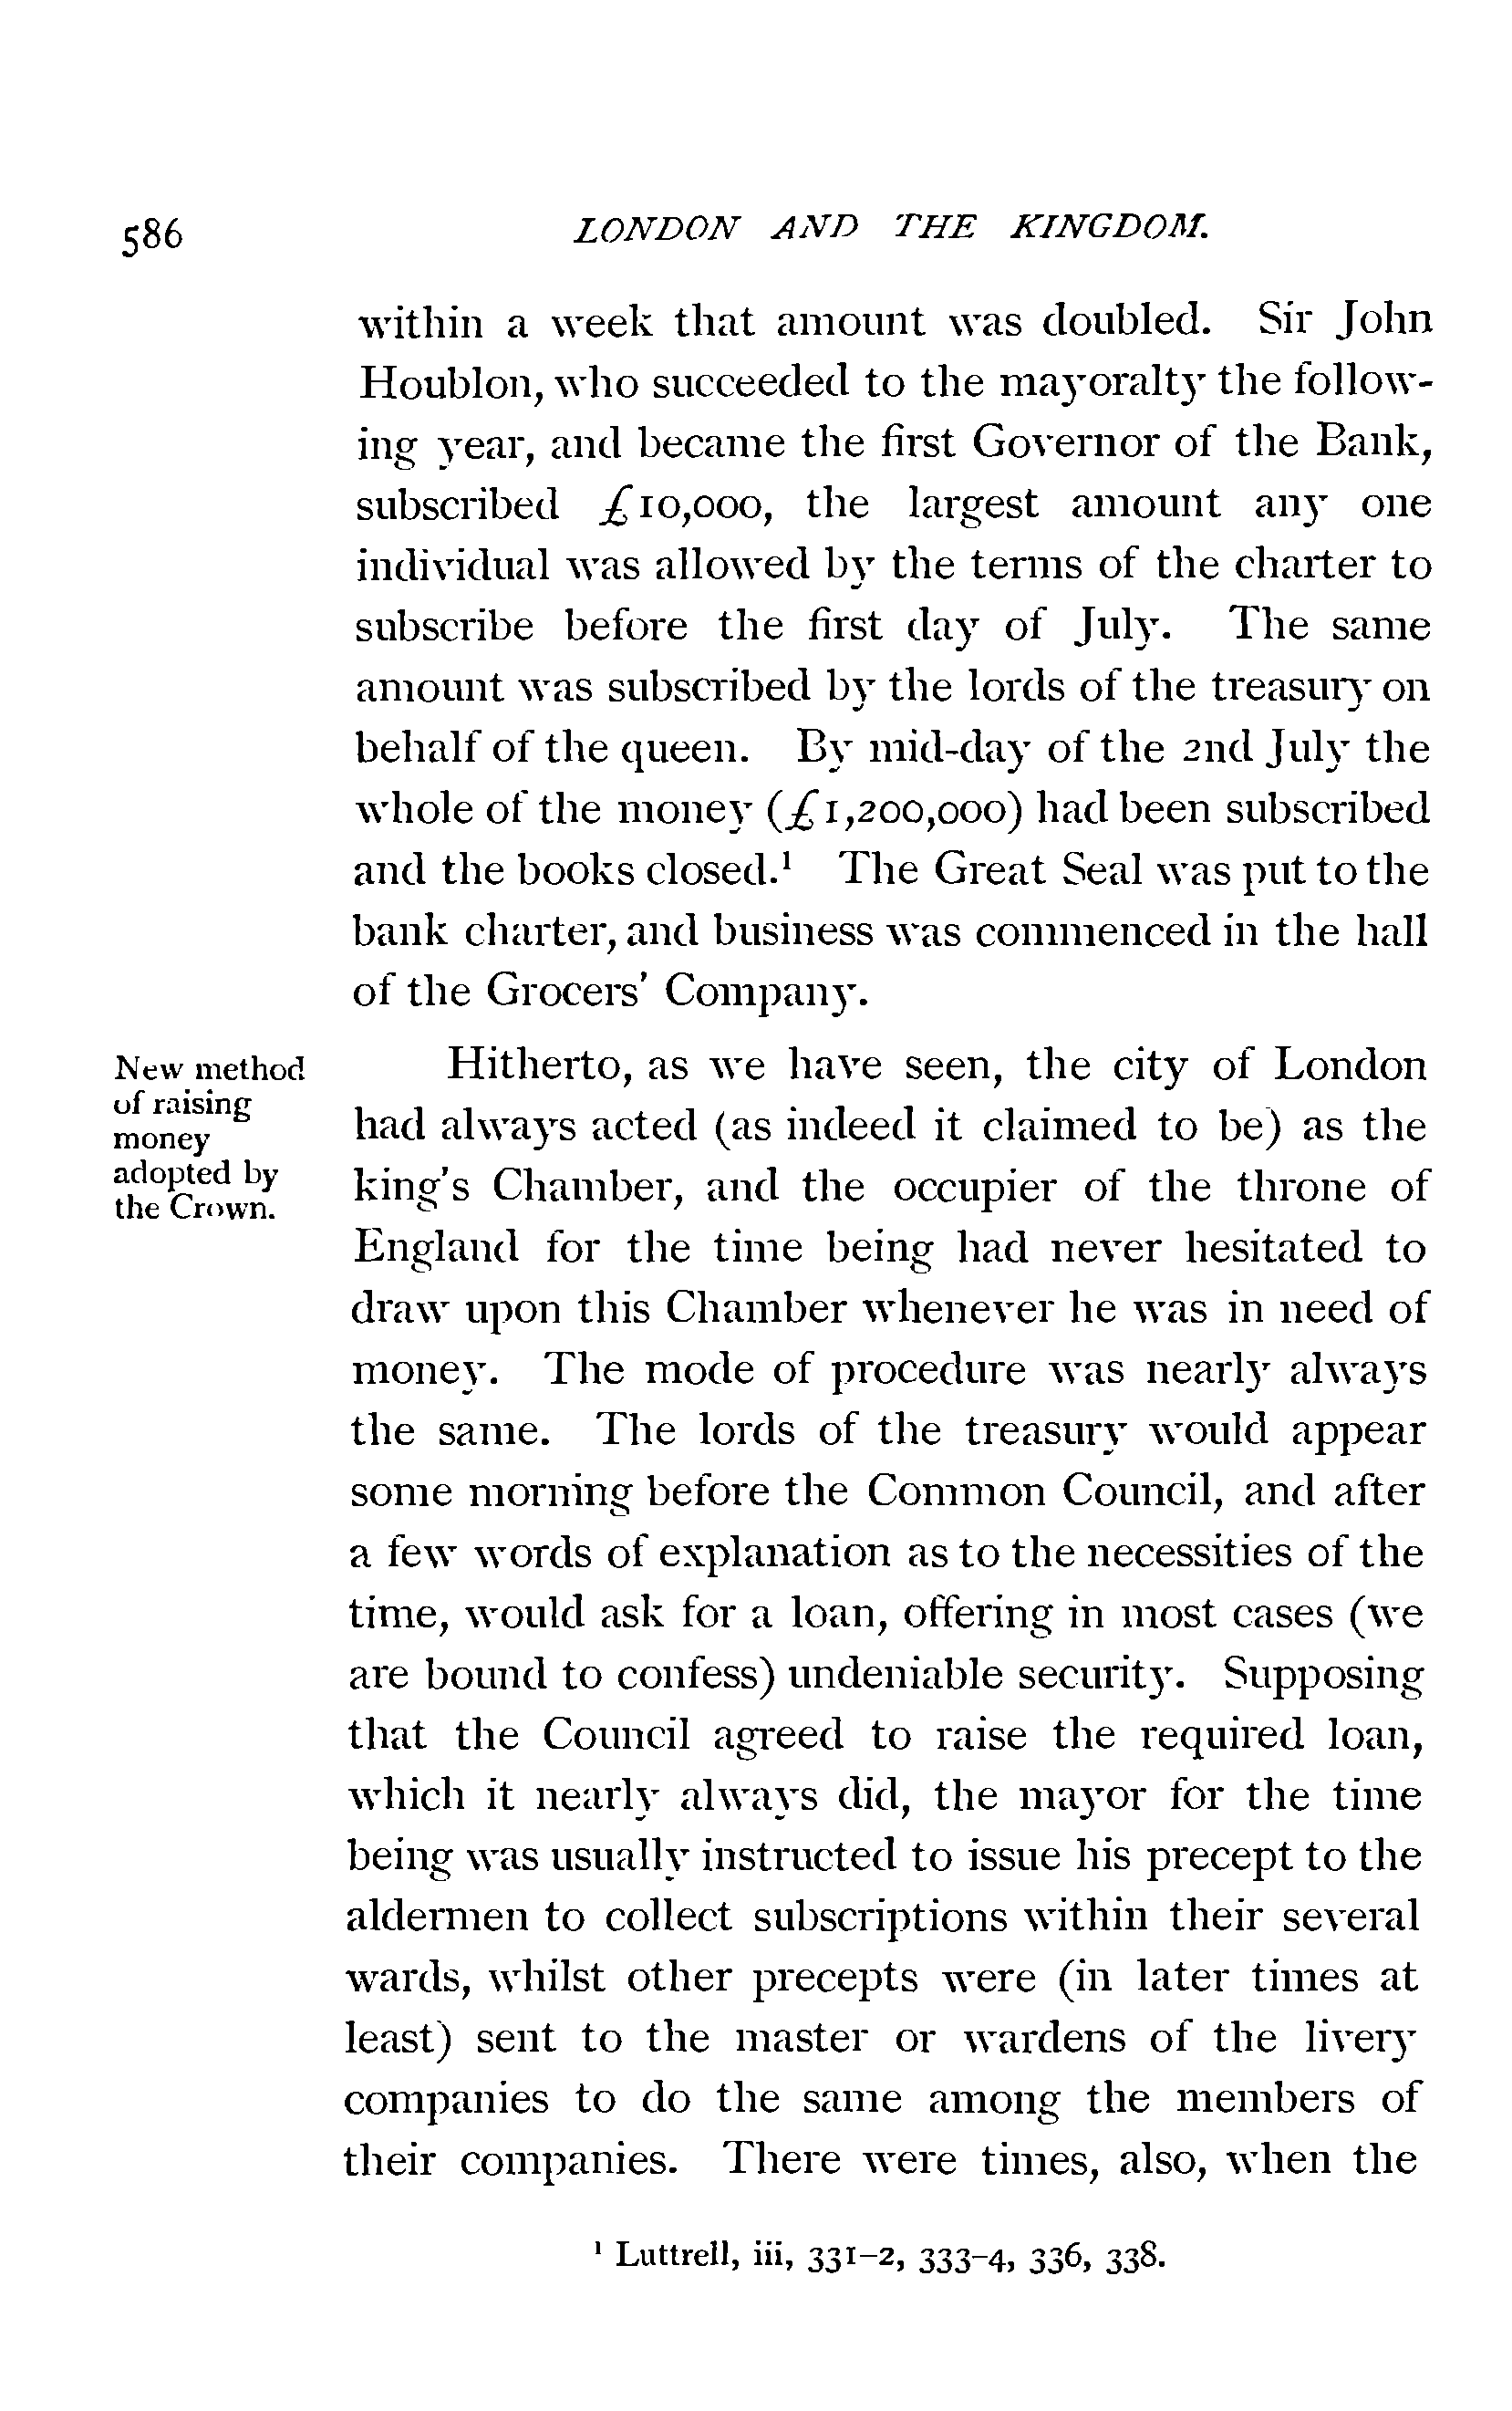 586
LONDON AND THE KINGDOM.
within a week that amount was doubled. Sir John
Houblon, who succeeded to the mayoralty the follow-
ing year, and became the first Governor of the Bank,
subscribed £10,000, the largest amount any one
individual was allowed by the terms of the charter to
subscribe before the first day of July. The same
amount was subscribed by the lords of the treasury on
behalf of the queen. By mid-day of the 2nd July the
whole of the money (£1,200,000) had been subscribed
and the books closed.¹ The Great Seal was put to the
bank charter, and business was commenced in the hall
of the Grocers' Company.
New method
of raising
money
adopted by
the Crown.
Hitherto, as we have seen, the city of London
had always acted (as indeed it claimed to be) as the
king's Chamber, and the occupier of the throne of
England for the time being had never hesitated to
draw upon this Chamber whenever he was in need of
money. The mode of procedure was nearly always
the same. The lords of the treasury would appear
some morning before the Common Council, and after
a few words of explanation as to the necessities of the
time, would ask for a loan, offering in most cases (we
are bound to confess) undeniable security. Supposing
that the Council agreed to raise the required loan,
which it nearly always did, the mayor for the time
being was usually instructed to issue his precept to the
aldermen to collect subscriptions within their several
wards, whilst other precepts were (in later times at
least) sent to the master or wardens of the livery
companies to do the same among the members of
their companies. There were times, also, when the
¹ Luttrell, iii, 331–2, 333–4, 336, 338.